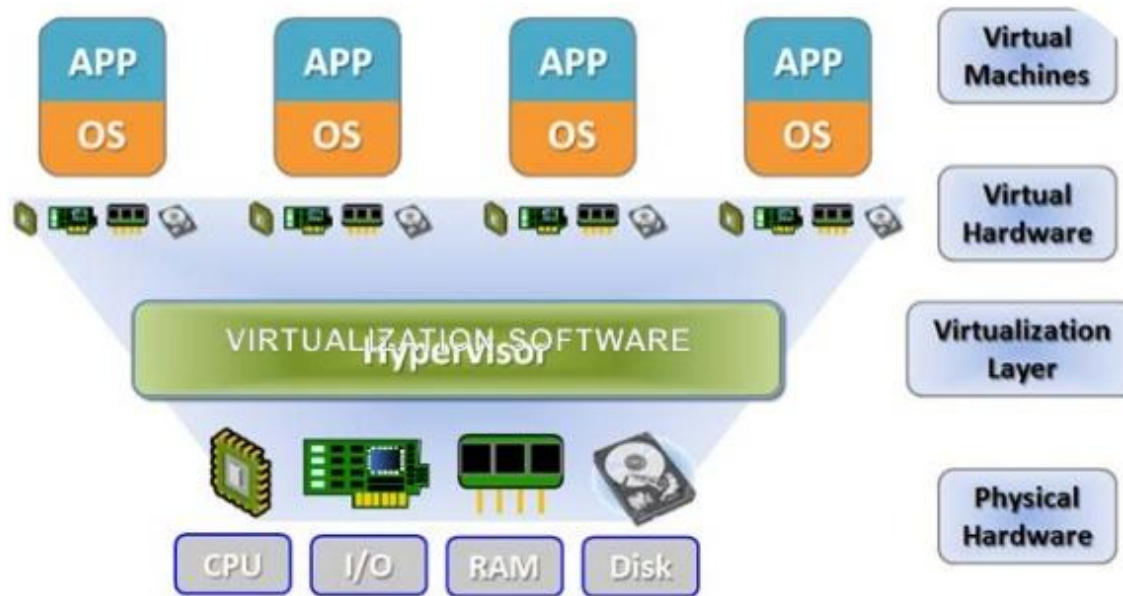 APP
OS
APP
OS
APP
OS
APP
OS
Virtual
Machines
Virtual
Hardware
VIRTUALIZATION SOFTWARE
Hypervisor
Virtualization
Layer
CPU
I/O
RAM
Disk
Physical
Hardware